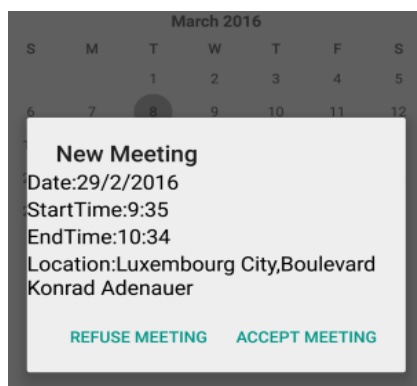 March 2016
S M T W T F S
1 2 3 4 5
6 7 8 9 10 11 12
New Meeting
Date:29/2/2016
StartTime:9:35
EndTime:10:34
Location:Luxembourg City,Boulevard
Konrad Adenauer
REFUSE MEETING ACCEPT MEETING